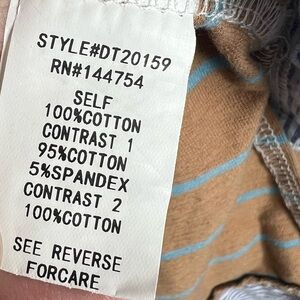 STYLE#DT20159
RN#144754
SELF
100%COTTON
CONTRAST 1
95%COTTON
5%SPANDEX
CONTRAST 2
100%COTTON
SEE REVERSE
FORCARE